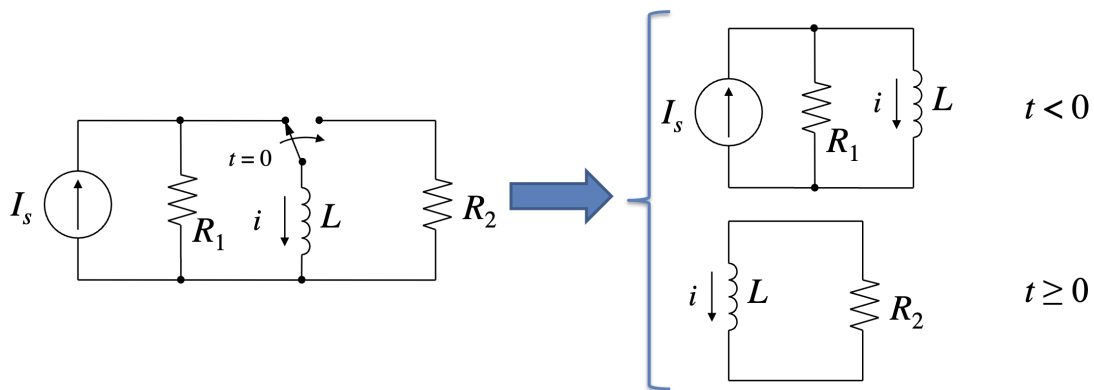 I_s
R_1
t = 0
i
L
R_2
I_s
R_1
i
L
t < 0
i
L
R_2
t ≥ 0